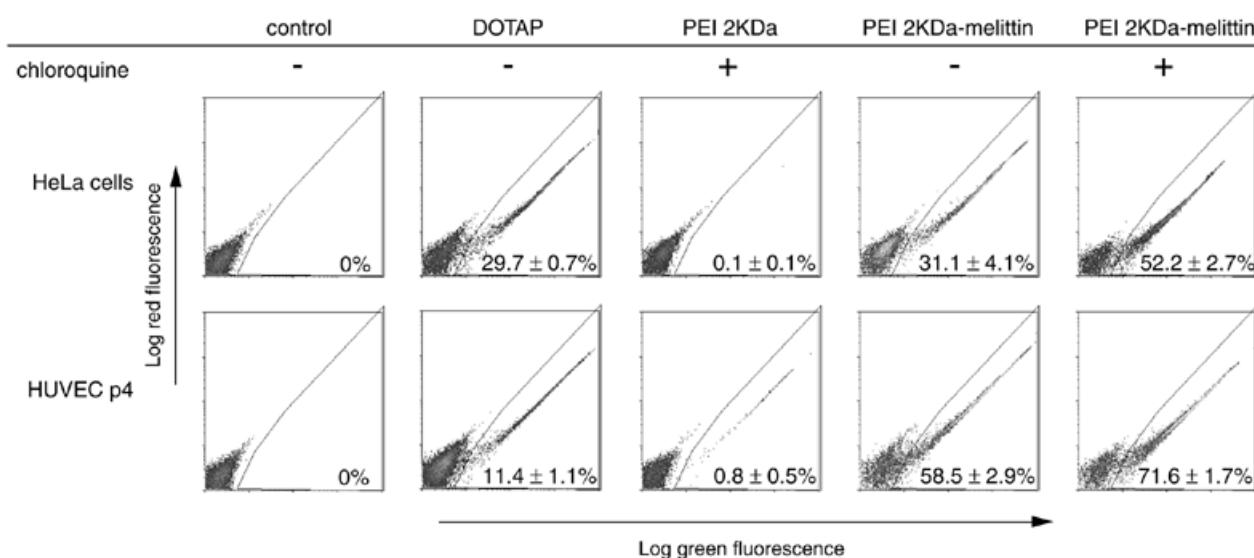 control DOTAP PEI 2KDa PEI 2KDa-melittin PEI 2KDa-melittin
chloroquine - - + - +
HeLa cells
0% 29.7 ± 0.7% 0.1 ± 0.1% 31.1 ± 4.1% 52.2 ± 2.7%
Log red fluorescence
HUVEC p4
0% 11.4 ± 1.1% 0.8 ± 0.5% 58.5 ± 2.9% 71.6 ± 1.7%
Log green fluorescence